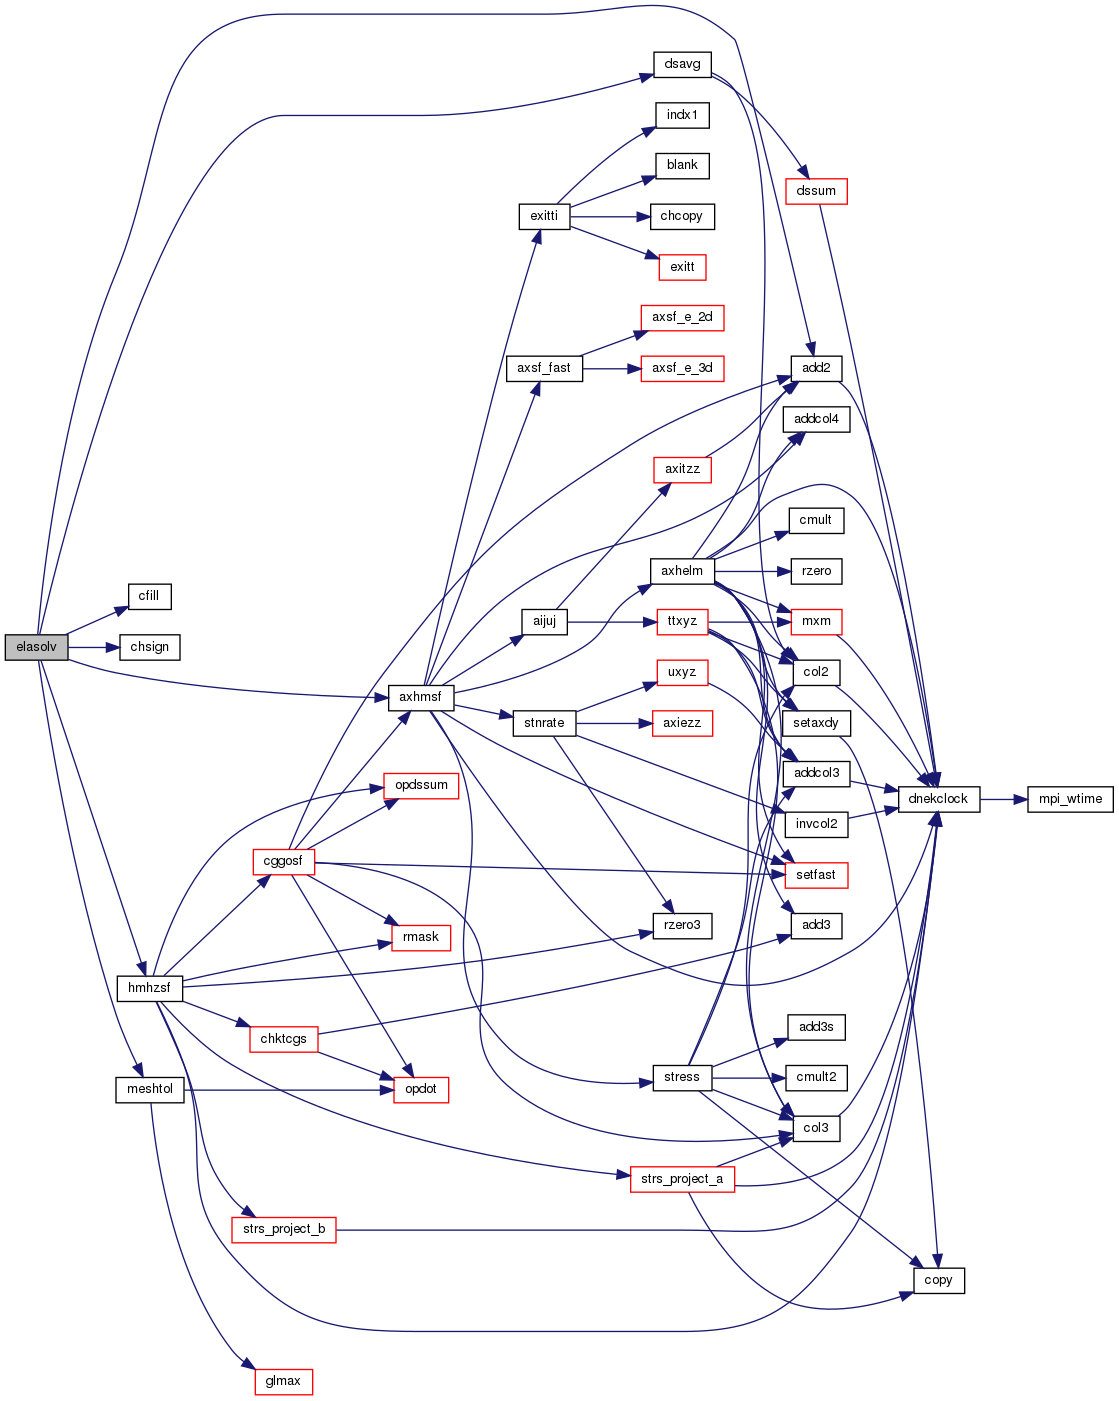 elasolv
cfill
chsign
hmhzsf
meshtol
cggosf
chktcgs
strs_project_b
glmax
axhmsf
opdssum
rmask
opdot
exitti
axsf_fast
aijuj
stnrate
dsavg
indx1
blank
chcopy
exitt
axsf_e_2d
axsf_e_3d
axitzz
axhelm
ttxyz
uxyz
axiezz
rzero3
stress
strs_project_a
dssum
add2
addcol4
cmult
rzero
mxm
col2
setaxdy
addcol3
invcol2
setfast
add3
add3s
cmult2
col3
dnekclock
copy
mpi_wtime